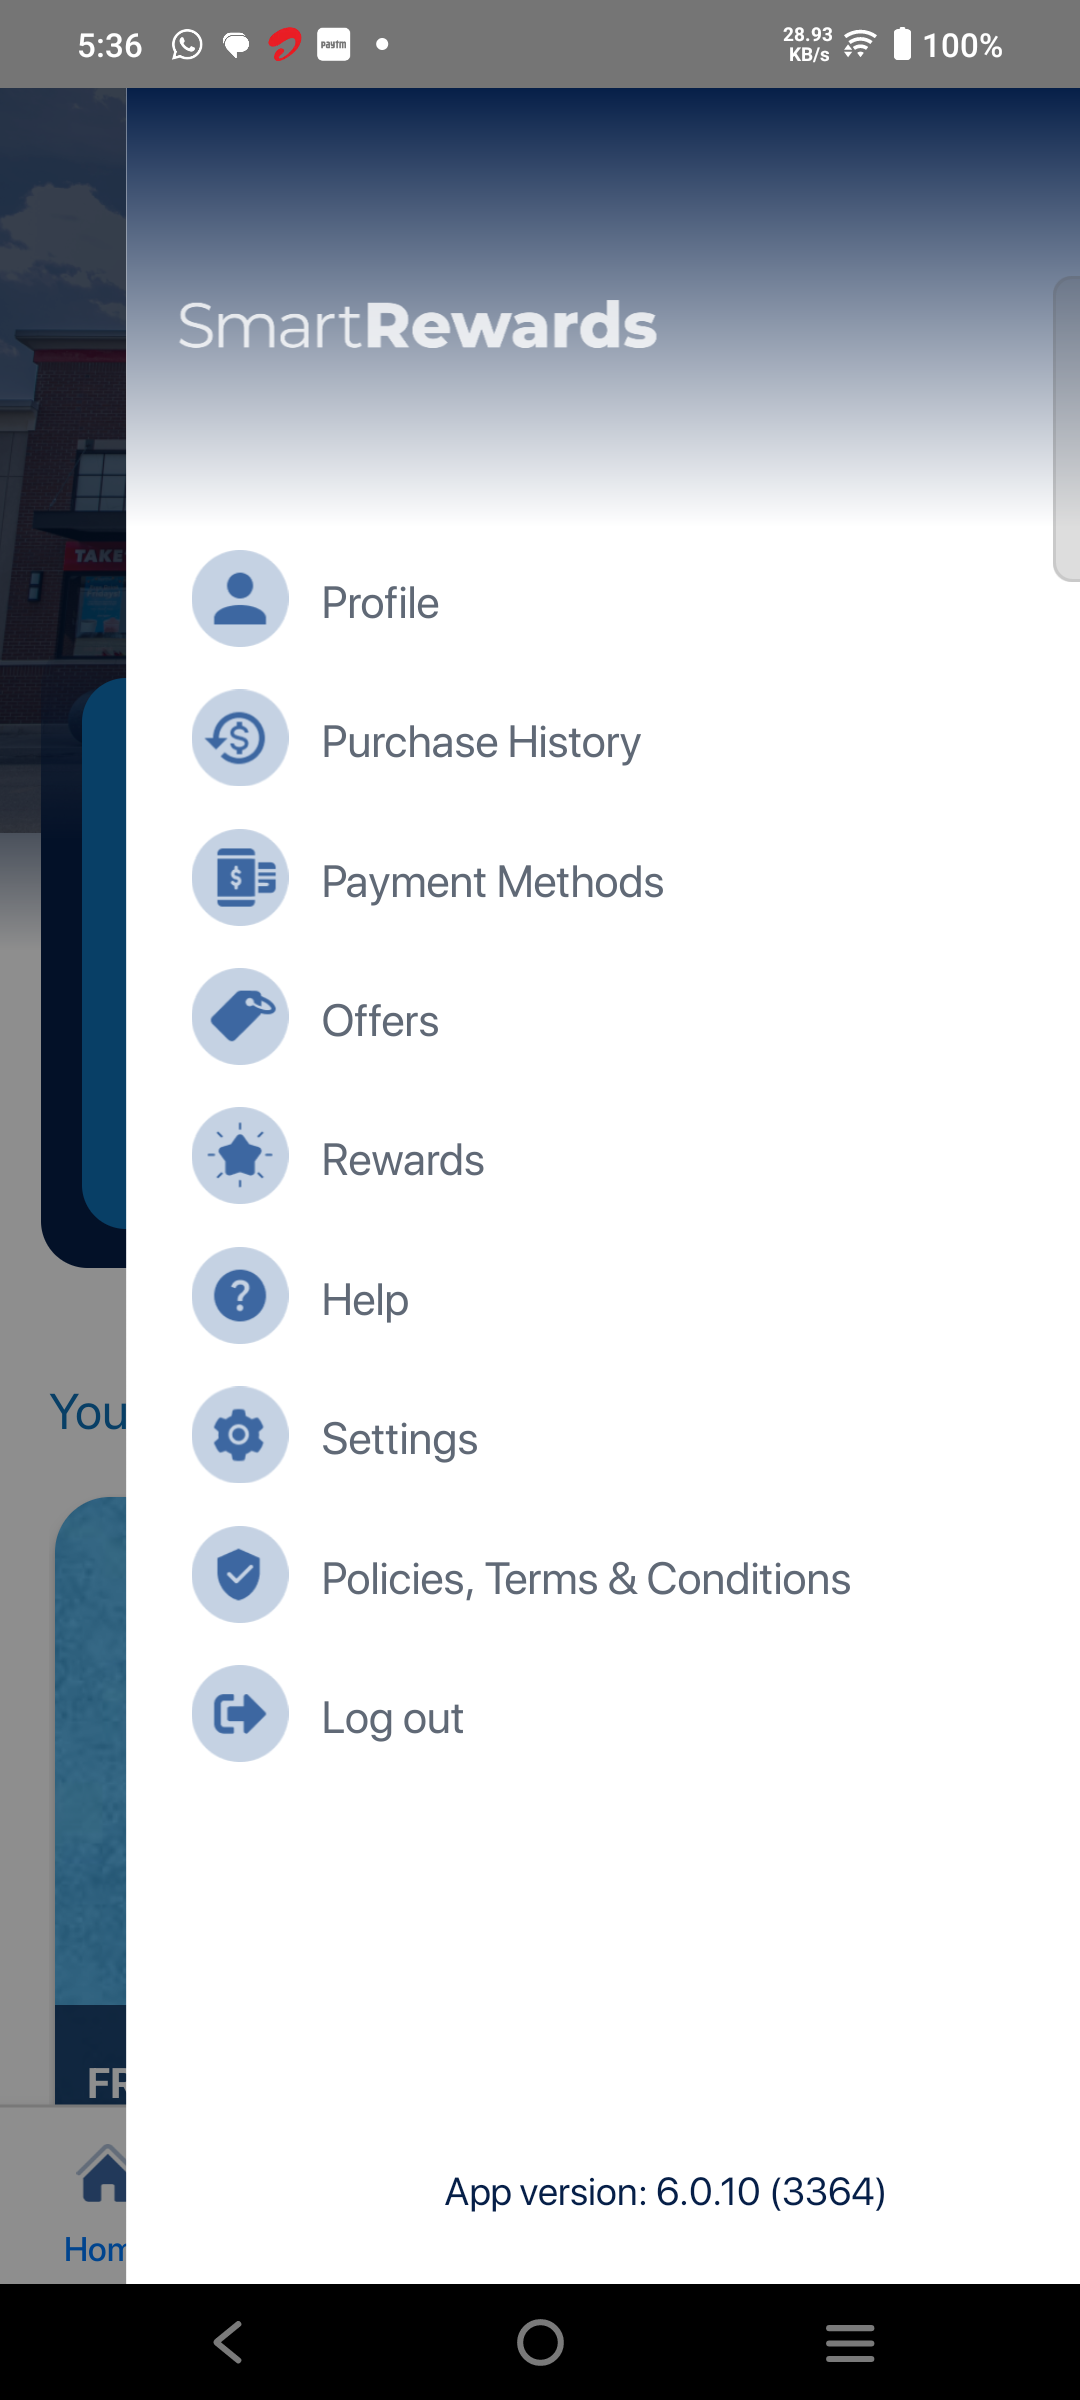 5:36
paytm
28.93
KB/s
100%
SmartRewards
TAKE
Profile
Purchase History
Payment Methods
Offers
Rewards
Help
You
Settings
Policies, Terms & Conditions
Log out
FR
App version: 6.0.10 (3364)
Hom